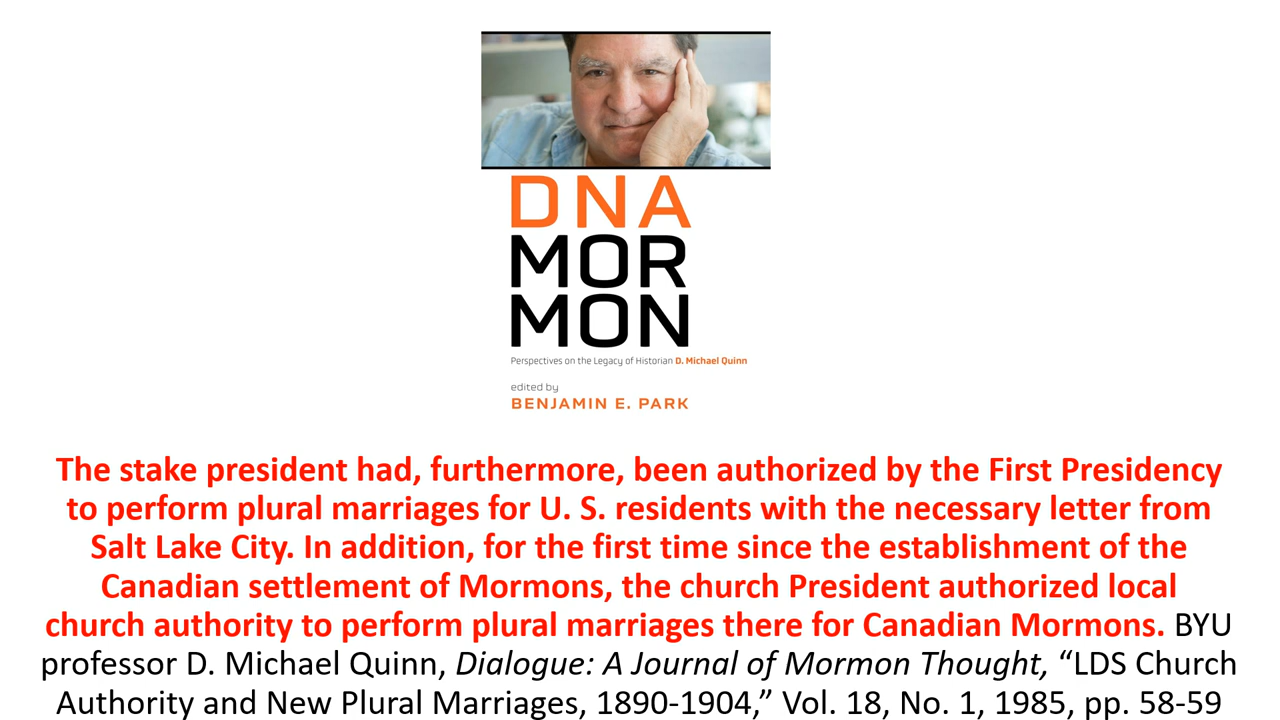 DNA
MOR
MON
Perspectives on the Legacy of Historian D. Michael Quinn
edited by
BENJAMIN E. PARK
The stake president had, furthermore, been authorized by the First Presidency
to perform plural marriages for U. S. residents with the necessary letter from
Salt Lake City. In addition, for the first time since the establishment of the
Canadian settlement of Mormons, the church President authorized local
church authority to perform plural marriages there for Canadian Mormons. BYU
professor D. Michael Quinn, Dialogue: A Journal of Mormon Thought, “LDS Church
Authority and New Plural Marriages, 1890-1904,” Vol. 18, No. 1, 1985, pp. 58-59